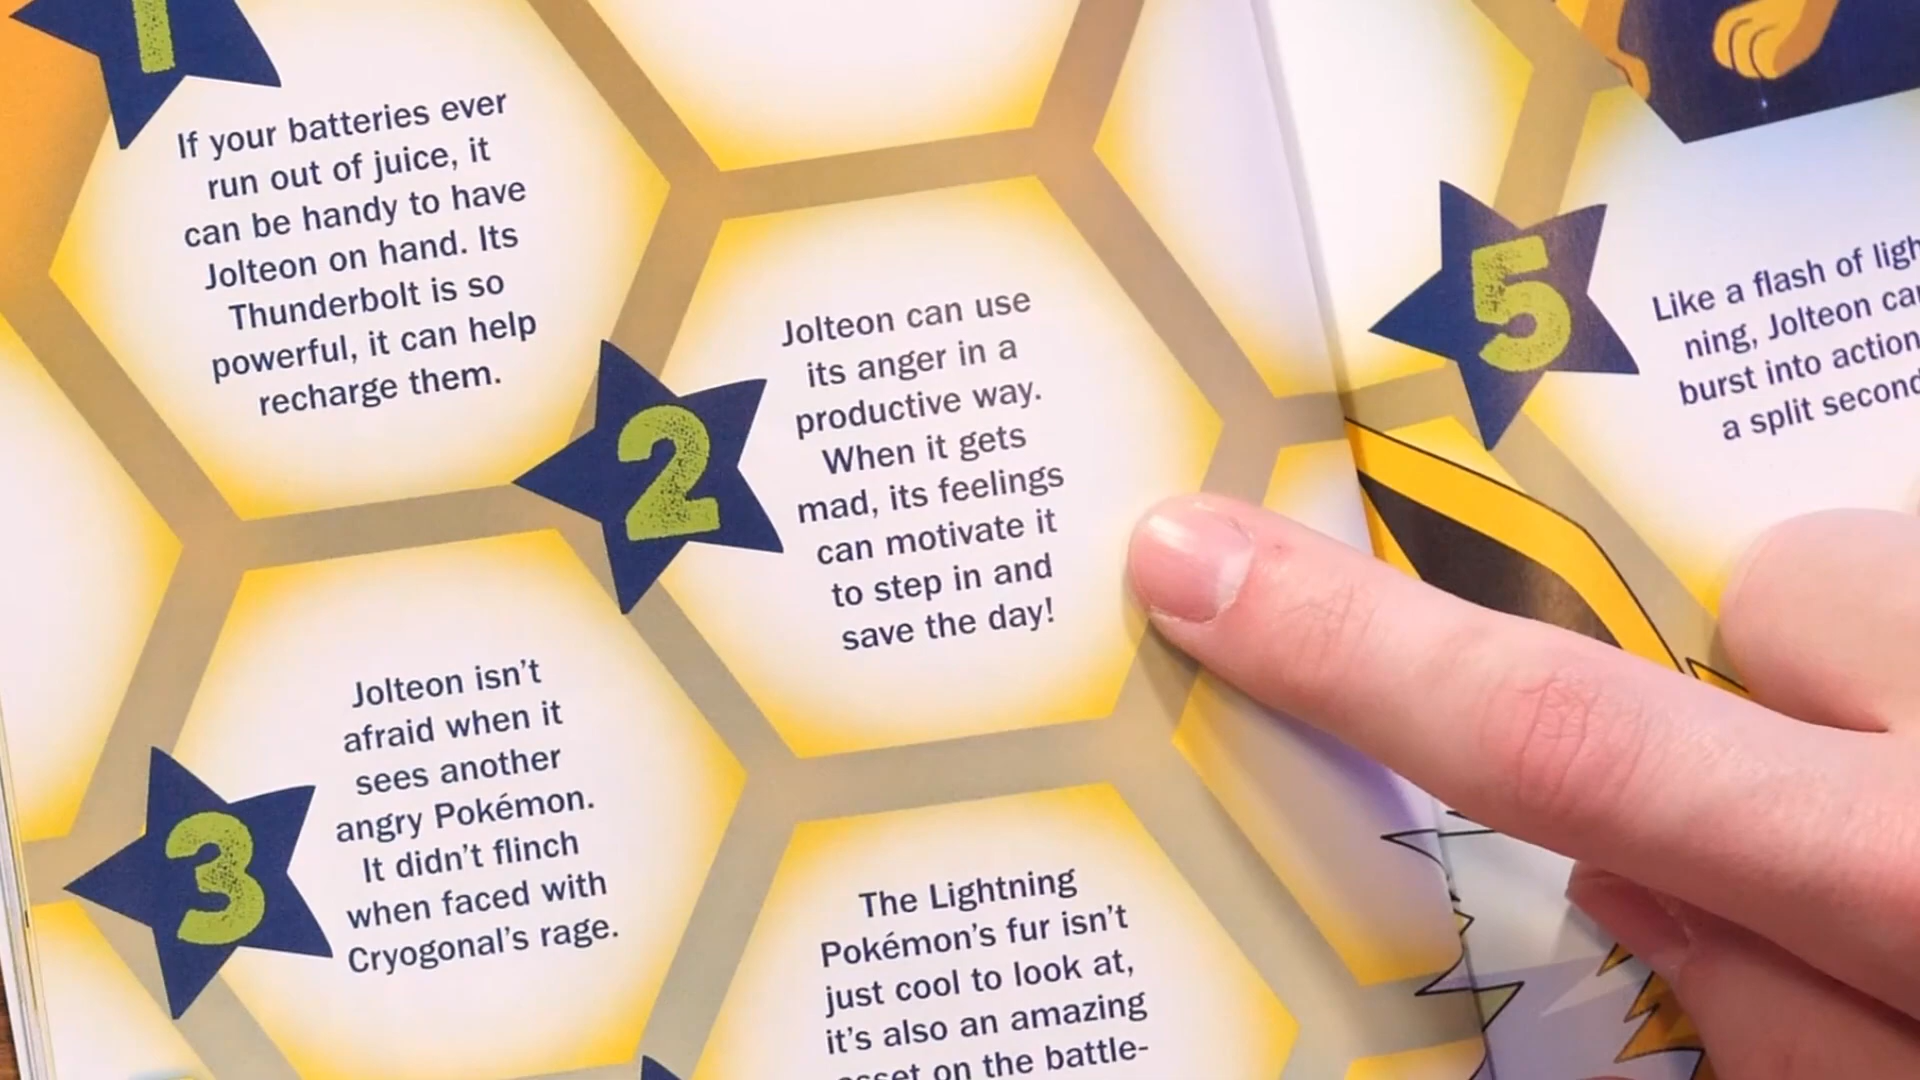 1
If your batteries ever
run out of juice, it
can be handy to have
Jolteon on hand. Its
Thunderbolt is so
powerful, it can help
recharge them.
2
Jolteon can use
its anger in a
productive way.
When it gets
mad, its feelings
can motivate it
to step in and
save the day!
3
Jolteon isn't
afraid when it
sees another
angry Pokémon.
It didn't flinch
when faced with
Cryogonal's rage.
The Lightning
Pokémon's fur isn't
just cool to look at,
it's also an amazing
on the battle-
5
Like a flash of
ning, Jolteon
burst into action
a split second